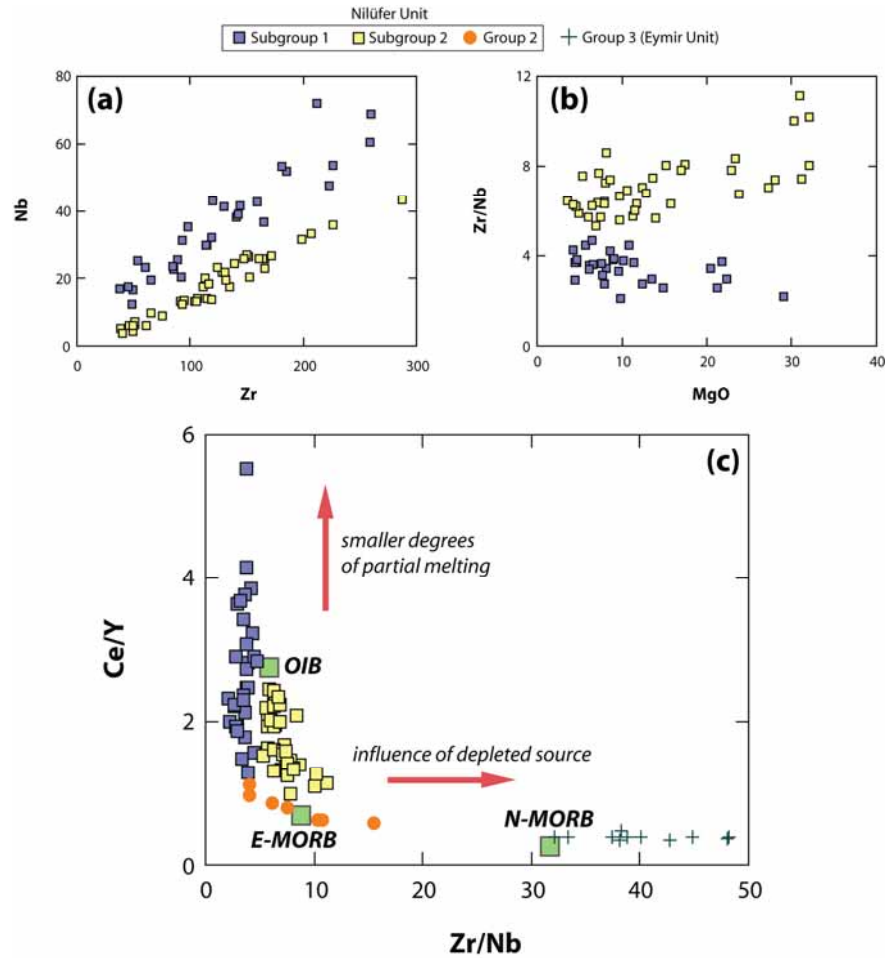 Nilüfer Unit
Subgroup 1 Subgroup 2 Group 2 Group 3 (Eymir Unit)
(a)
80
60
40
20
0
Nb
0 100 200 300
Zr
(b)
12
8
4
0
Zr/Nb
0 10 20 30 40
MgO
(c)
6
4
2
0
Ce/Y
smaller degrees
of partial melting
OIB
influence of depleted source
E-MORB
N-MORB
0 10 20 30 40 50
Zr/Nb